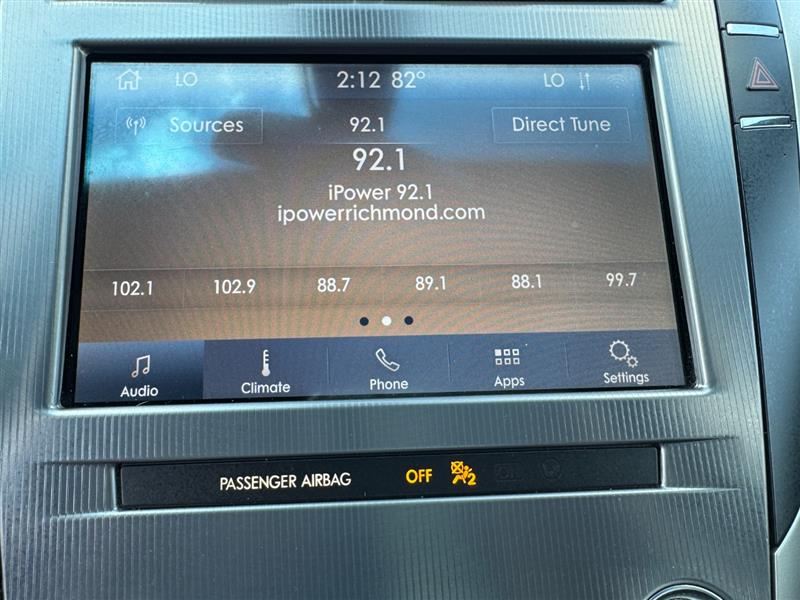 LO 2:12 82° LO
Sources 92.1 Direct Tune
92.1
iPower 92.1
ipowerrichmond.com
102.1 102.9 88.7 89.1 88.1 99.7
Audio Climate Phone Apps Settings
PASSENGER AIRBAG OFF 2